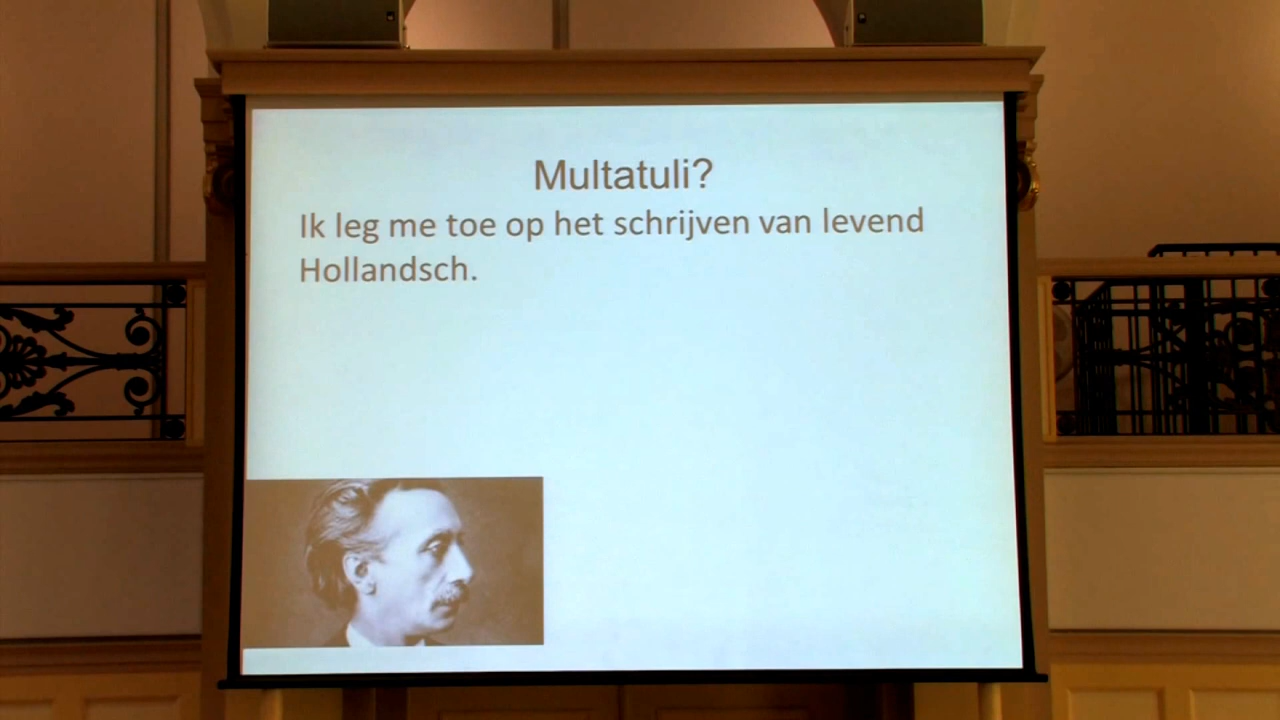 Multatuli?
Ik leg me toe op het schrijven van levend
Hollandsch.